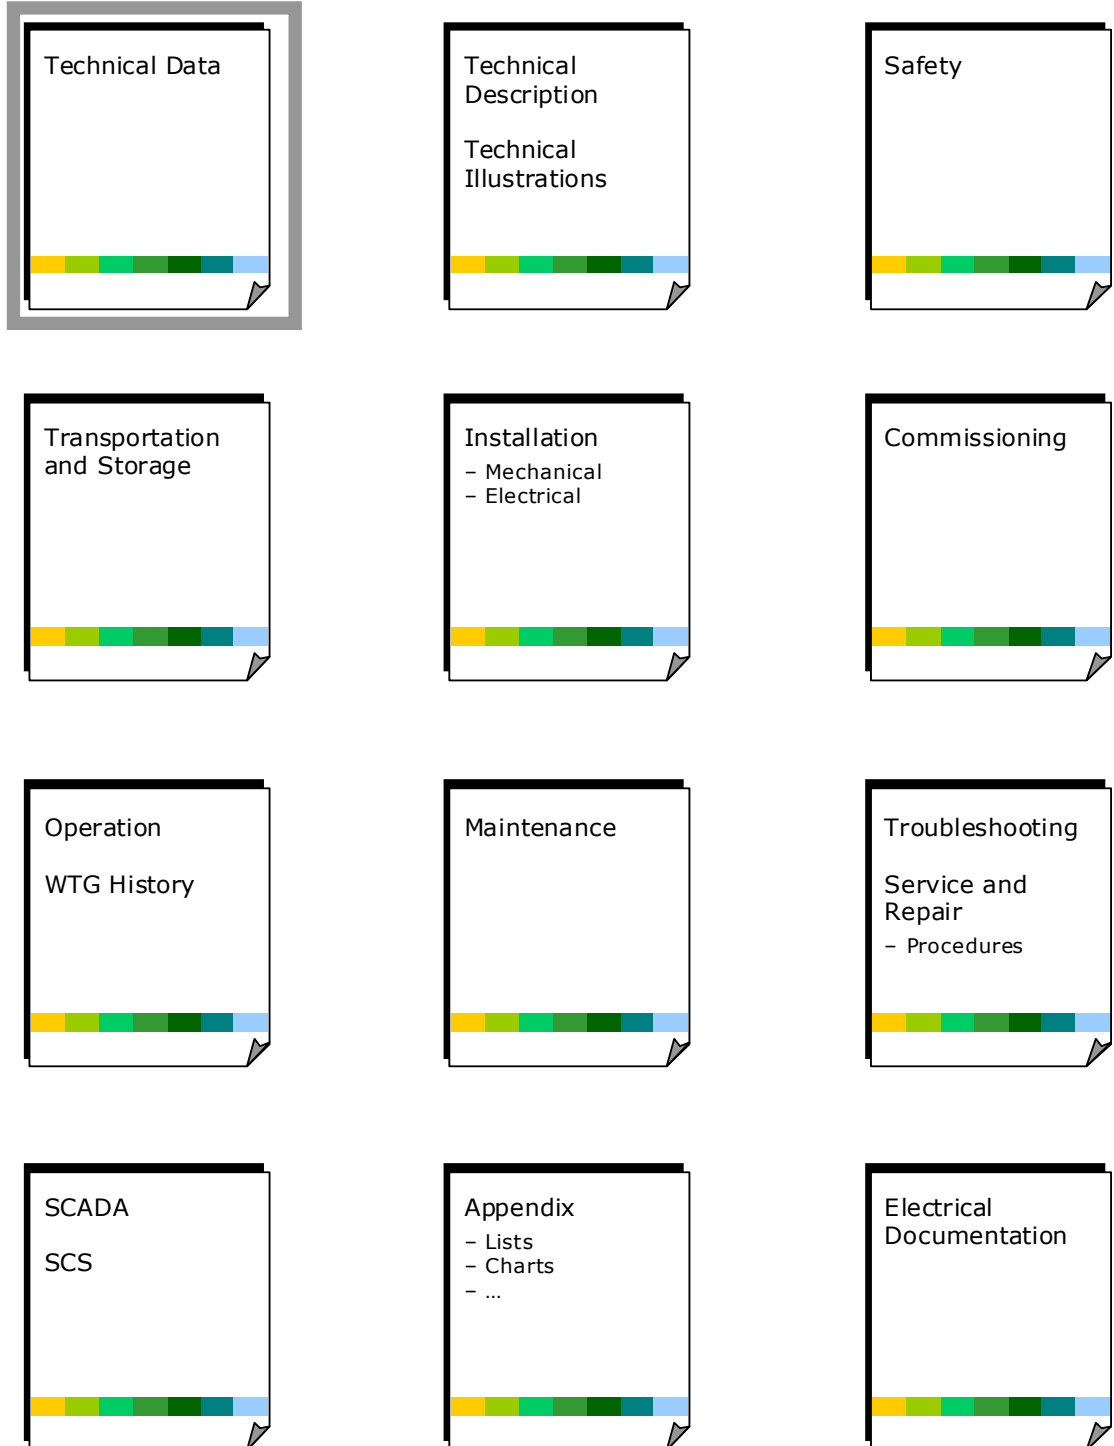 Technical Data
Technical
Description
Technical
Illustrations
Safety
Transportation
and Storage
Installation
– Mechanical
– Electrical
Commissioning
Operation
WTG History
Maintenance
Troubleshooting
Service and
Repair
– Procedures
SCADA
SCS
Appendix
– Lists
– Charts
– ...
Electrical
Documentation